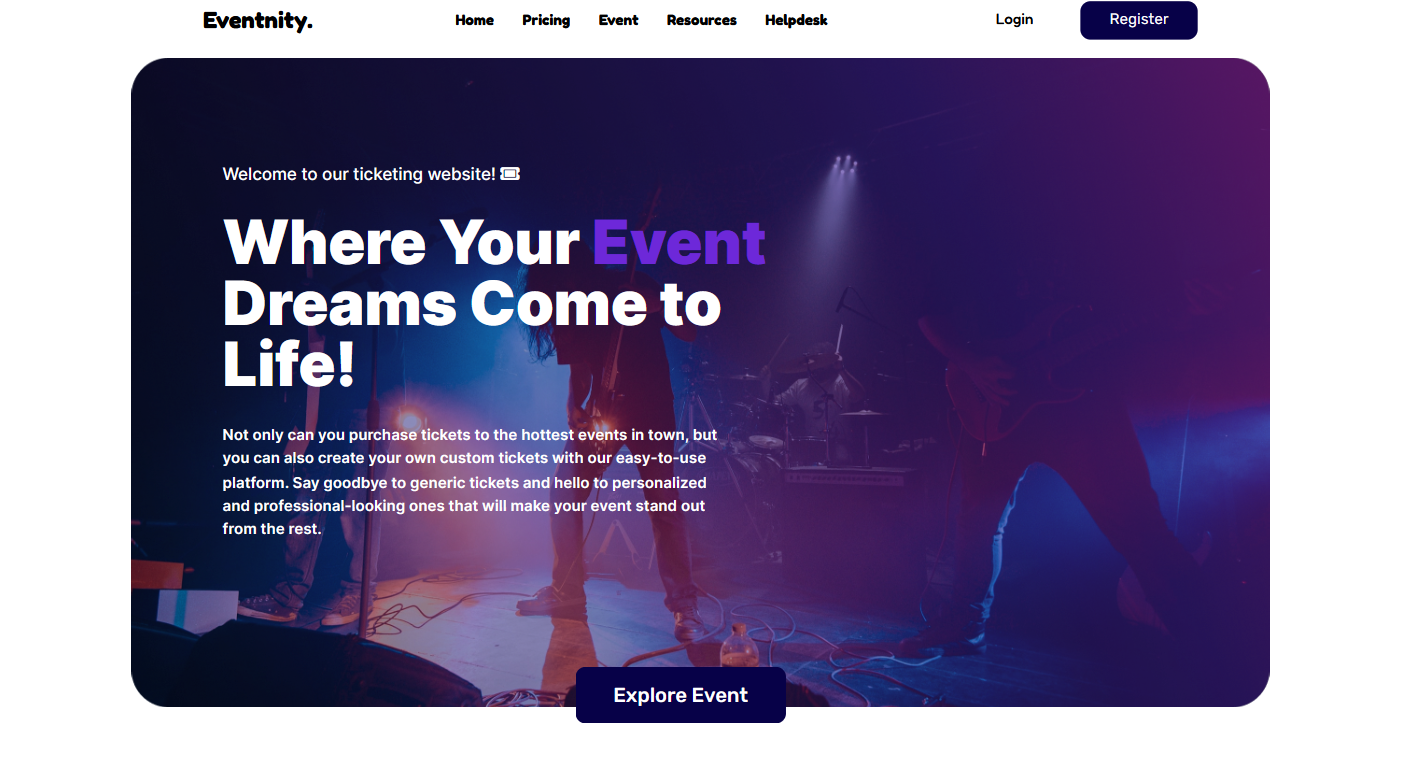 Eventnity.
Home Pricing Event Resources Helpdesk
Login
Register
Welcome to our ticketing website!
Where Your Event
Dreams Come to
Life!
Not only can you purchase tickets to the hottest events in town, but
you can also create your own custom tickets with our easy-to-use
platform. Say goodbye to generic tickets and hello to personalized
and professional-looking ones that will make your event stand out
from the rest.
Explore Event